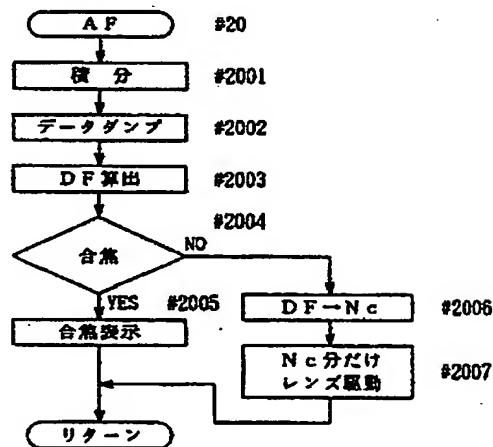 AF #20
積分 #2001
データダンプ #2002
DF算出 #2003
#2004
合焦 NO
YES #2005
合焦表示
DF→Nc #2006
Nc分だけ
レンズ駆動 #2007
リターン